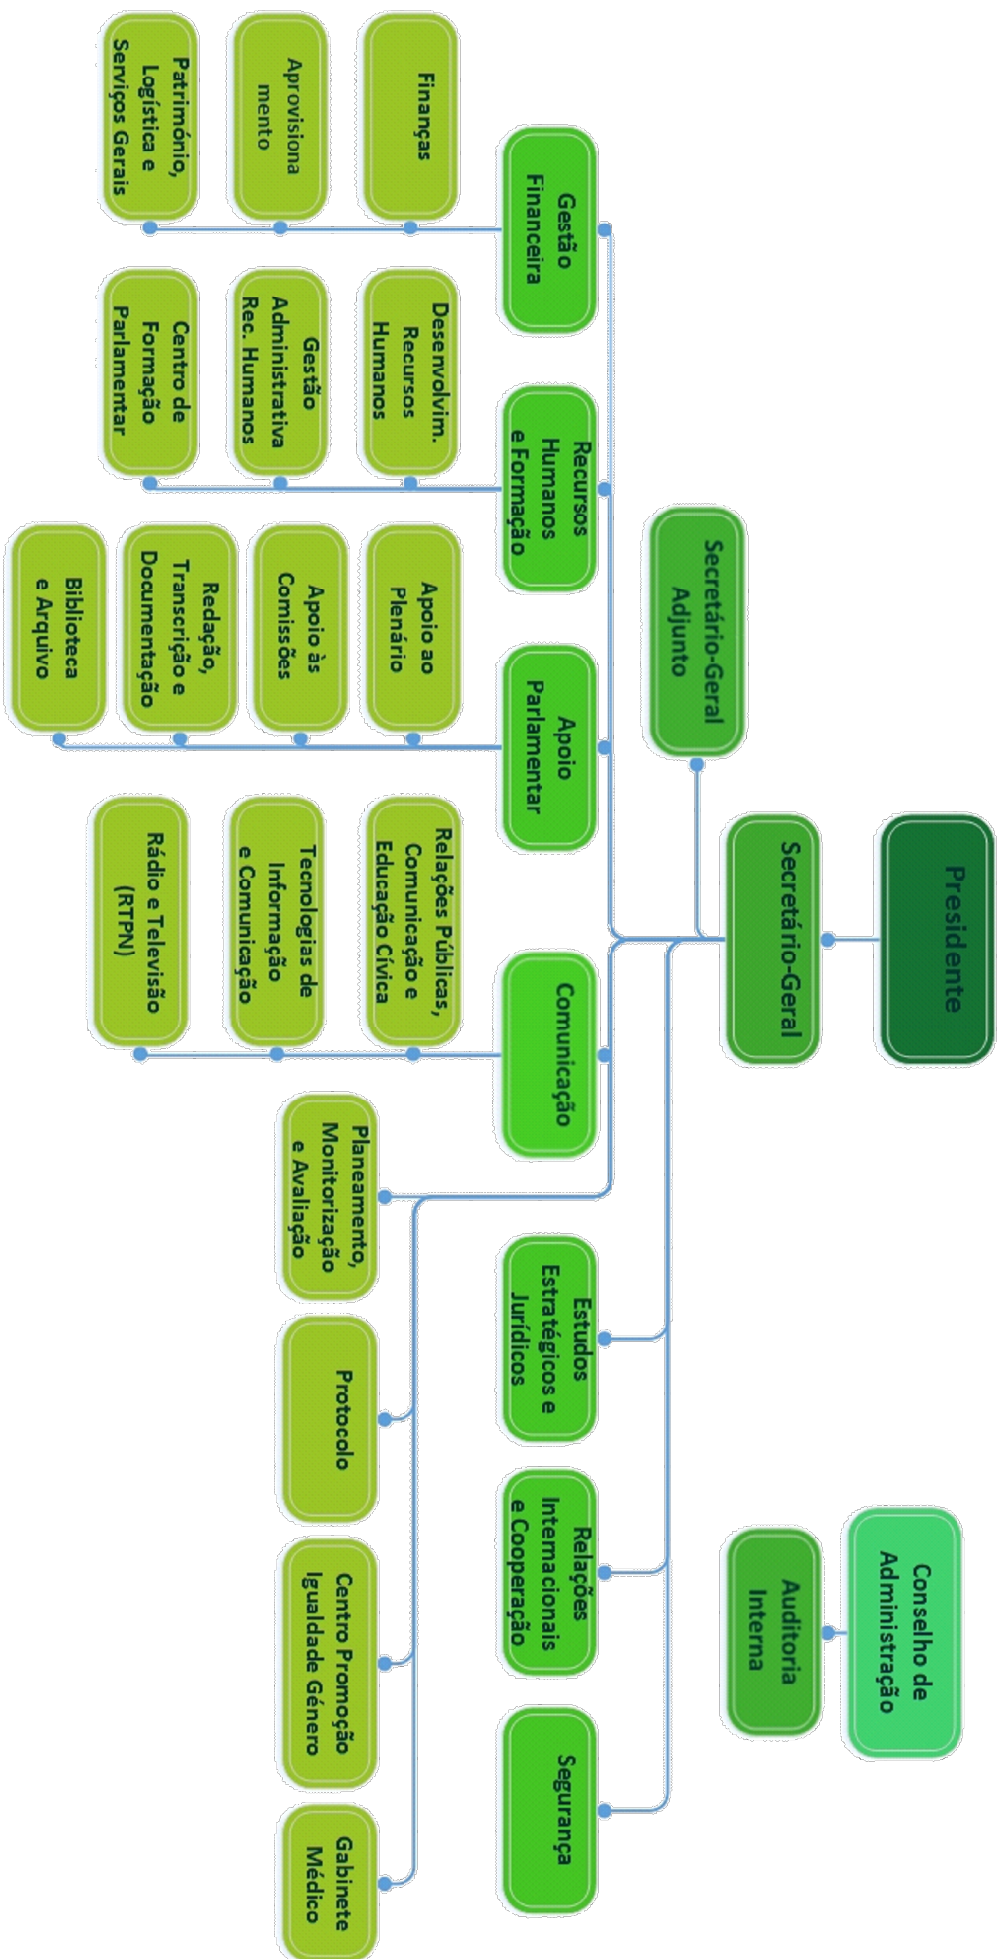 Presidente
Conselho de
Administração
Secretário-Geral
Auditoria
Interna
Secretário-Geral
Adjunto
Gestão
Financeira
Recursos
Humanos
e Formação
Apoio
Parlamentar
Comunicação
Estudos
Estratégicos e
Jurídicos
Relações
Internacionais
e Cooperação
Segurança
Finanças
Aprovisiona
mento
Património,
Logística e
Serviços Gerais
Desenvolvim.
Recursos
Humanos
Gestão
Administrativa
Rec. Humanos
Centro de
Formação
Parlamentar
Apoio ao
Plenário
Apoio às
Comissões
Redação,
Transcrição e
Documentação
Biblioteca
e Arquivo
Relações Públicas,
Comunicação e
Educação Cívica
Tecnologias de
Informação
e Comunicação
Rádio e Televisão
(RTPN)
Planeamento,
Monitorização
e Avaliação
Protocolo
Centro Promoção
Igualdade Género
Gabinete
Médico